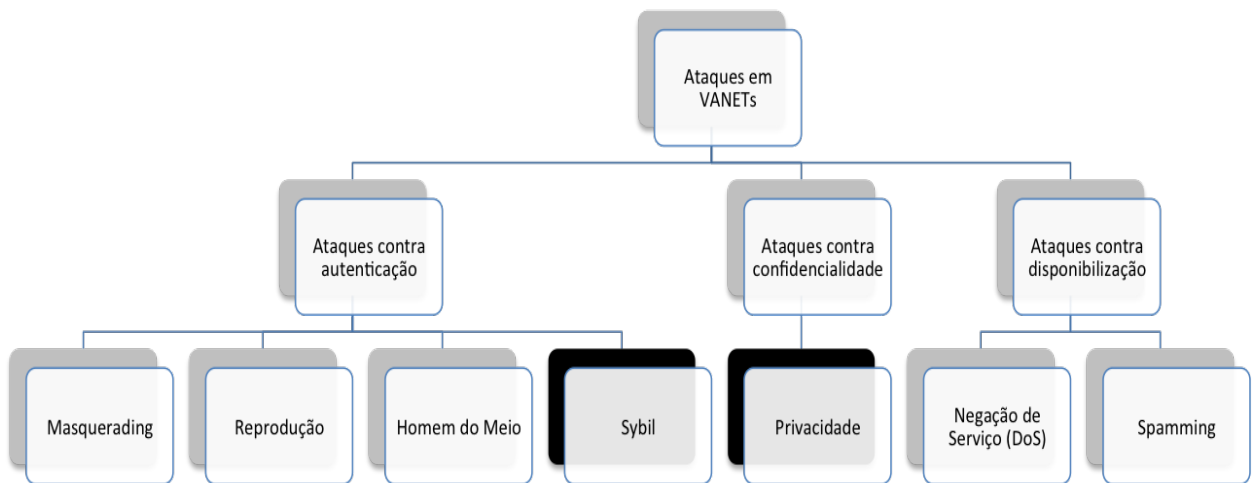 Ataques em
VANETs
Ataques contra
autenticação
Ataques contra
confidencialidade
Ataques contra
disponibilização
Masquerading
Reprodução
Homem do Meio
Sybil
Privacidade
Negação de
Serviço (DoS)
Spamming